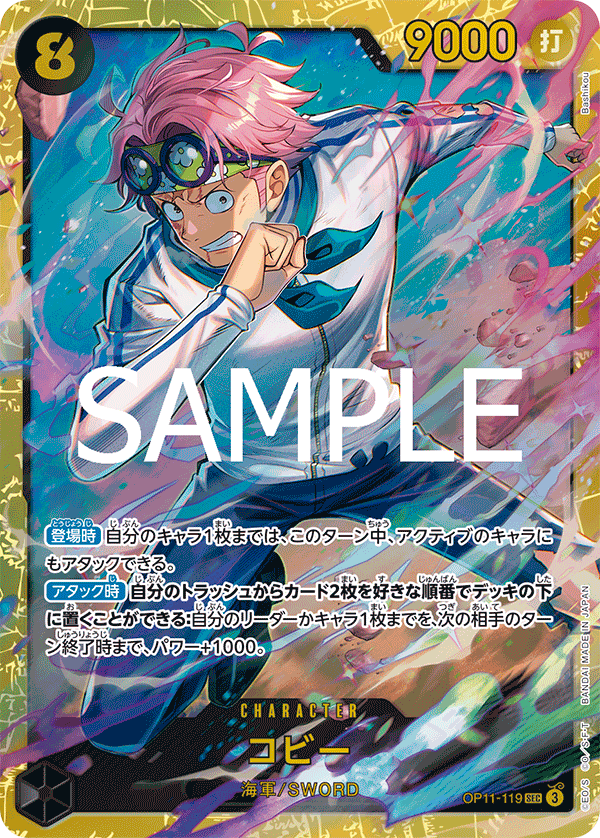 8
9000
打
Bashikou
SAMPLE
登場時 自分のキャラ1枚までは、このターン中、アクティブのキャラに
もアタックできる。
アタック時 自分のトラッシュからカード2枚を好きな順番でデッキの下
に置くことができる:自分のリーダーかキャラ1枚までを、次の相手のター
ン終了時まで、パワー+1000。
CHARACTER
コビー
海軍/SWORD
OP11-119 SEC 3
©EO/S ©O/S・F・T BANDAI MADE IN JAPAN